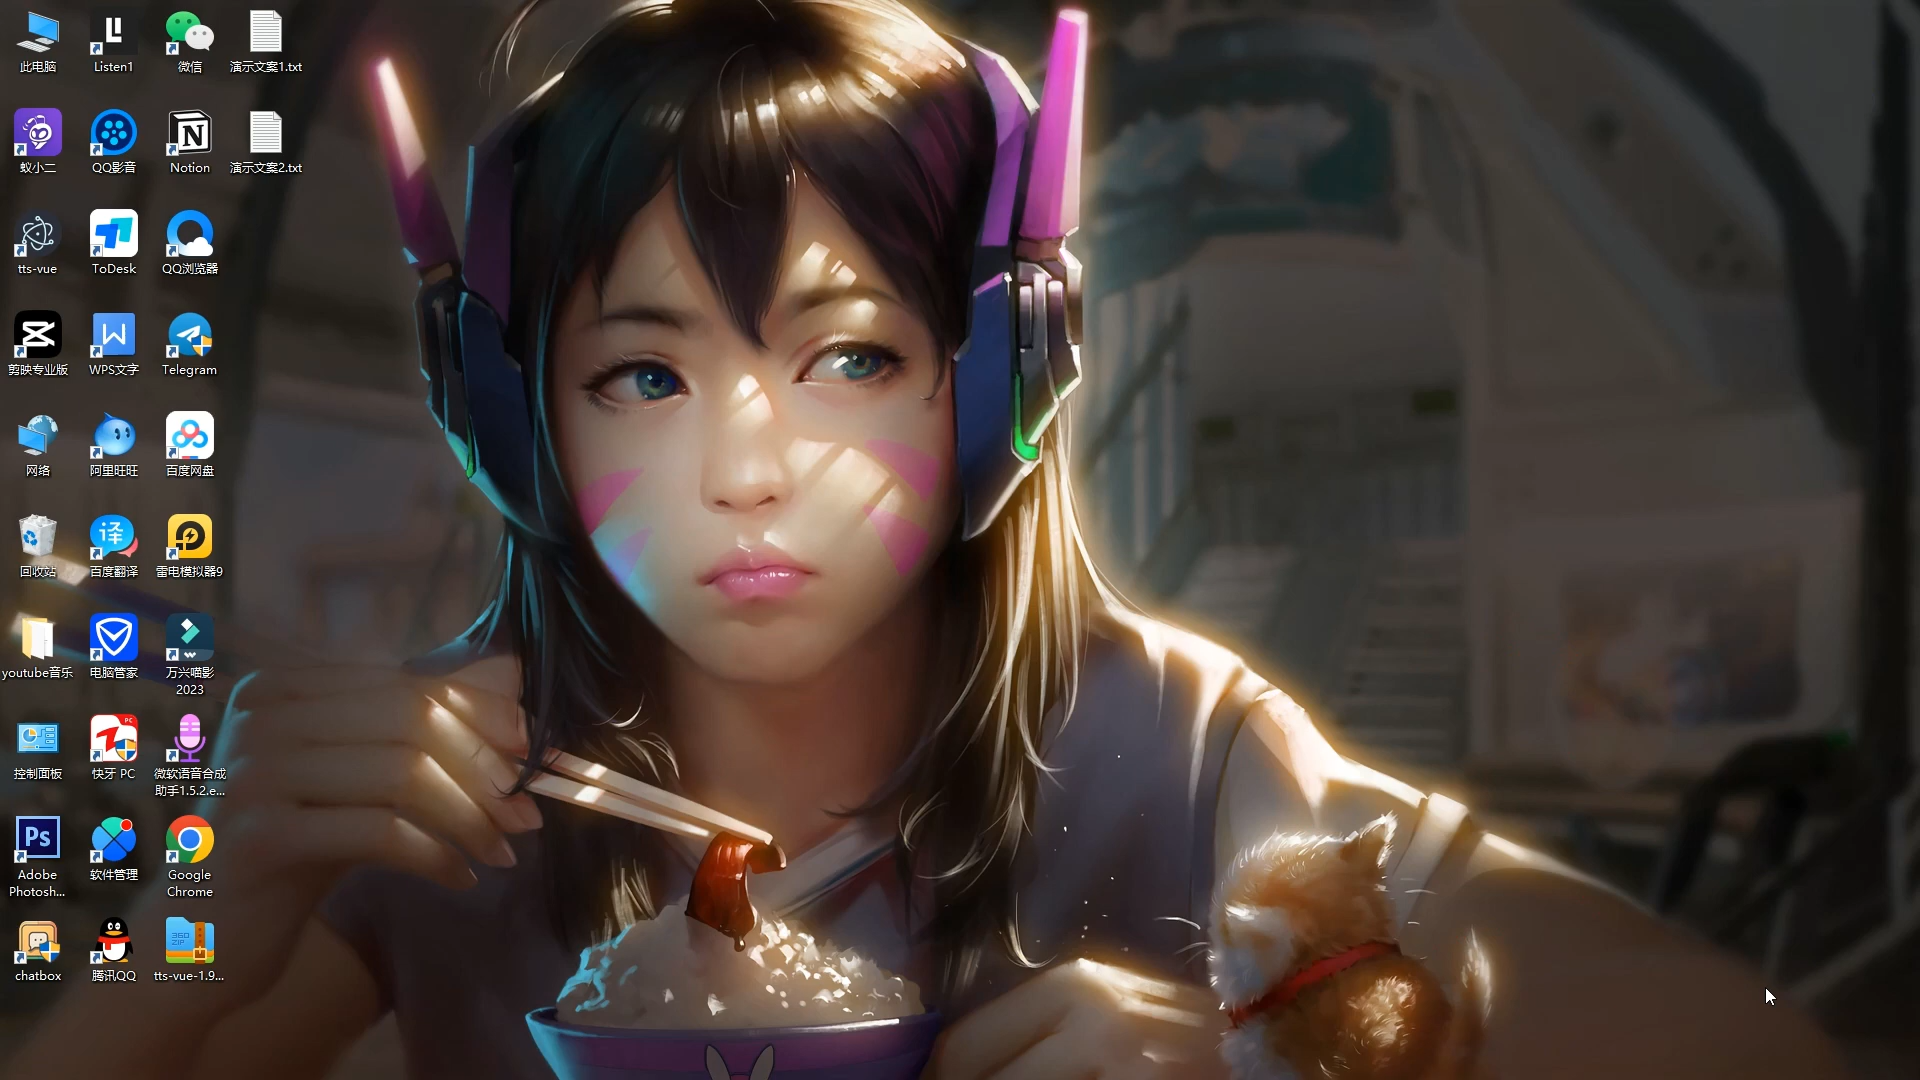 此电脑
Listen1
微信
演示文案1.txt
蚁小二
QQ影音
Notion
演示文案2.txt
tts-vue
ToDesk
QQ浏览器
剪映专业版
WPS文字
Telegram
网络
阿里旺旺
百度网盘
回收站
译
百度翻译
雷电模拟器9
youtube音乐
电脑管家
万兴喵影
2023
控制面板
PC
快牙 PC
微软语音合成
助手1.5.2.e...
Ps
Adobe
Photosh...
软件管理
Google
Chrome
chatbox
腾讯QQ
360
ZIP
tts-vue-1.9...